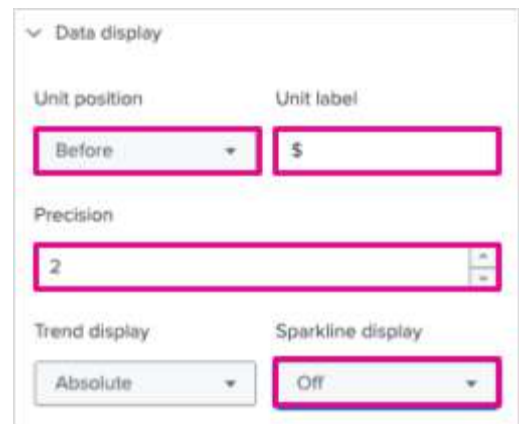 Data display
Unit position Unit label
Before $
Precision
2
Trend display Sparkline display
Absolute Off